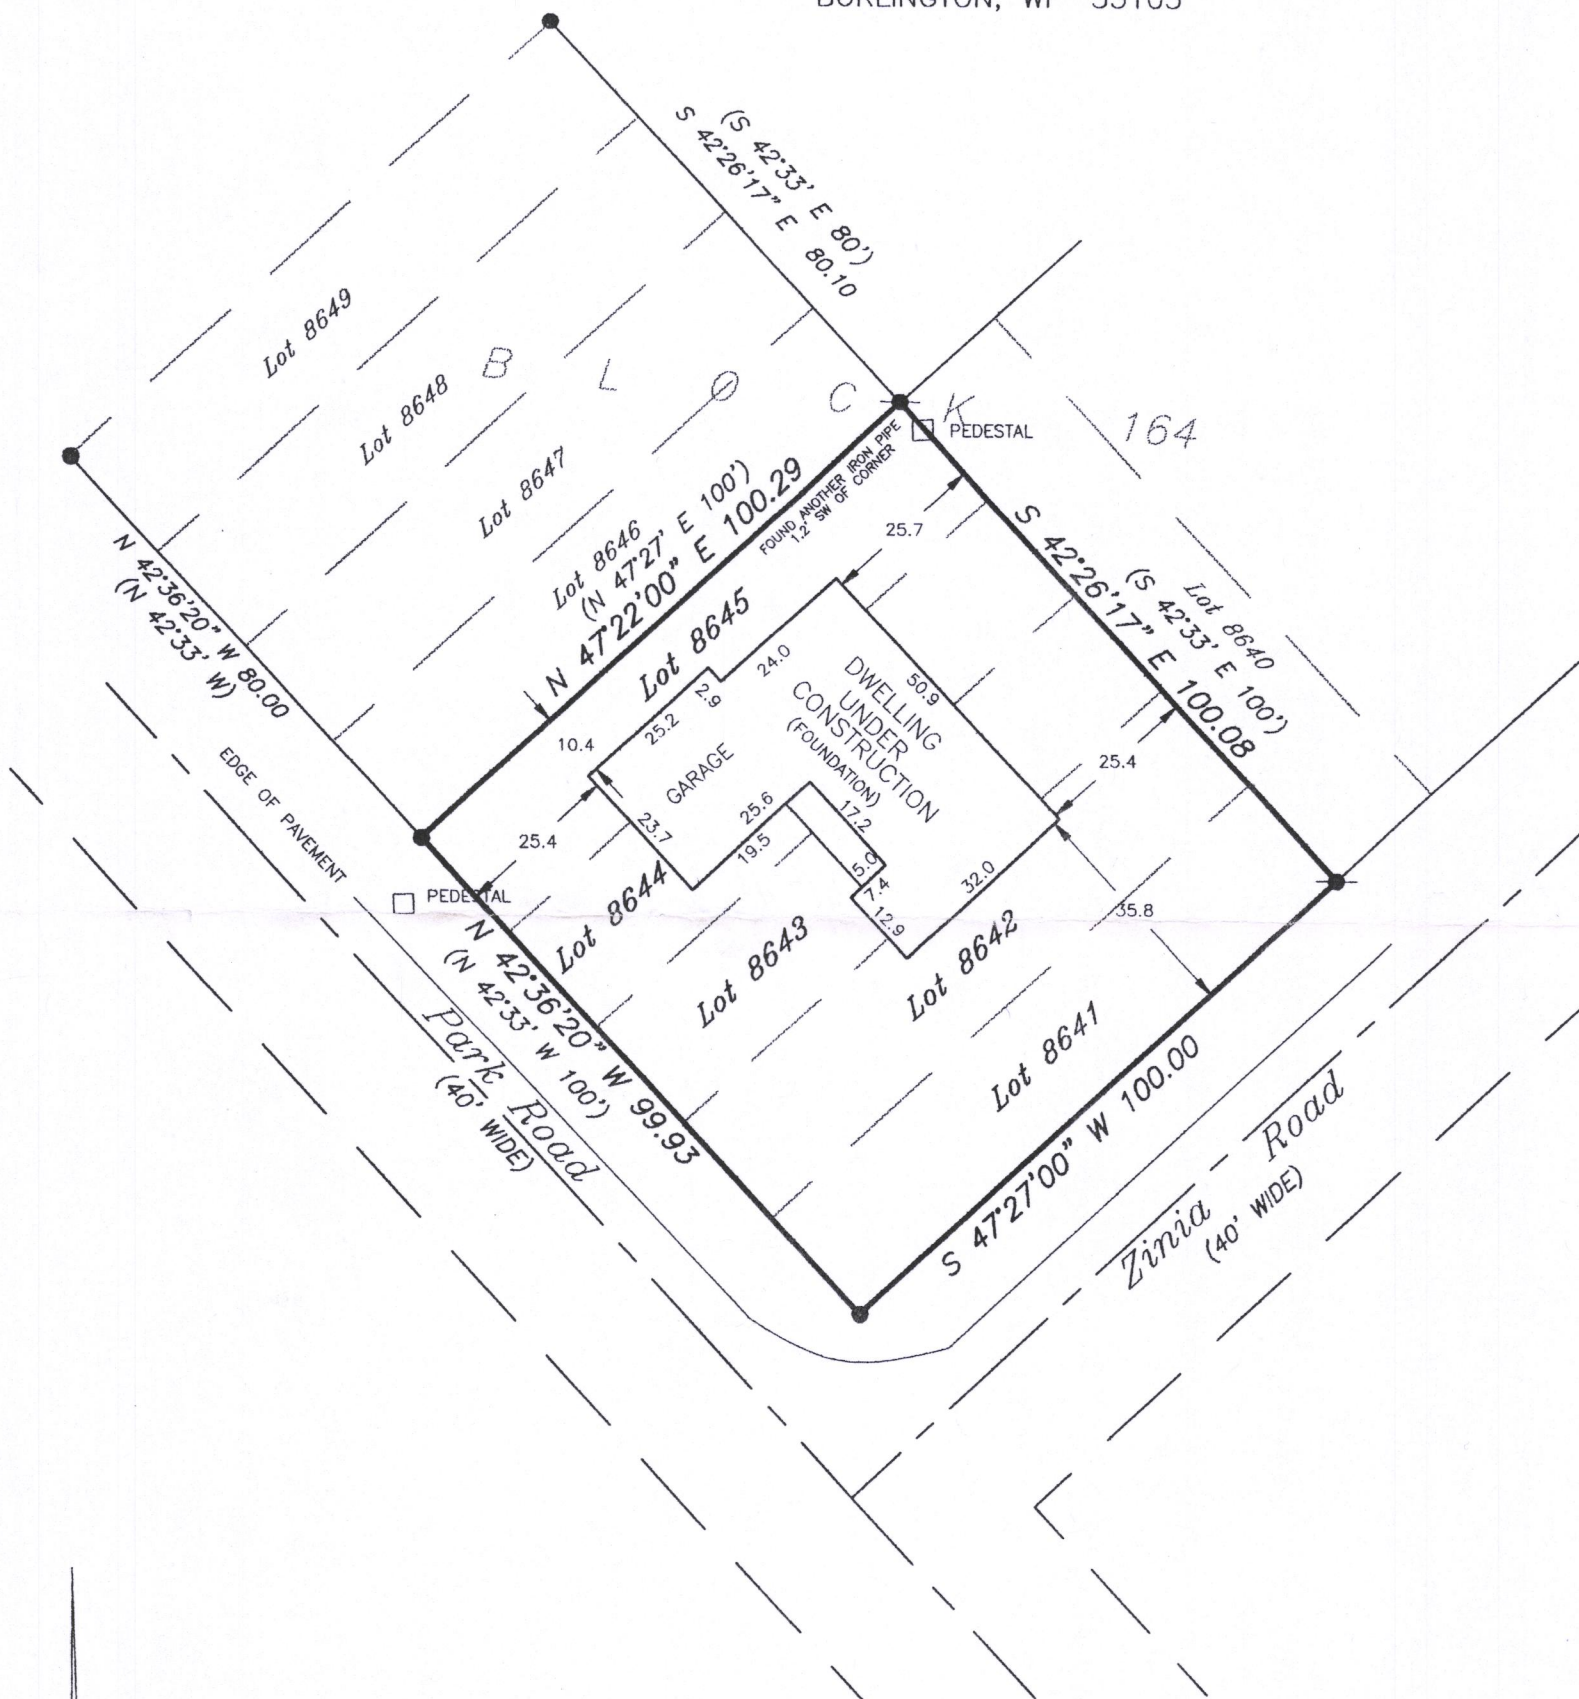 (S 42°33' E 80')
S 42°26'17" E 80.10
Lot 8649
B L O C K 164
Lot 8648
Lot 8647
Lot 8646
(N 47°27' E 100')
N 47°22'00" E 100.29
FOUND ANOTHER IRON PIPE
1.2' SW OF CORNER
PEDESTAL
25.7
S 42°26'17" E 100.08
(S 42°33' E 100')
Lot 8640
N 42°36'20" W 80.00
(N 42°33' W)
Lot 8645
24.0
2.9
25.2
10.4
DWELLING
UNDER
CONSTRUCTION
(FOUNDATION)
50.9
GARAGE
25.4
EDGE OF PAVEMENT
25.4
23.7
25.6
19.5
17.2
5.0
7.4
12.9
32.0
35.8
PEDESTAL
Lot 8644
Lot 8643
Lot 8642
Lot 8641
N 42°36'20" W 99.93
(N 42°33' W 100')
Park Road
(40' WIDE)
S 47°27'00" W 100.00
Zinia Road
(40' WIDE)